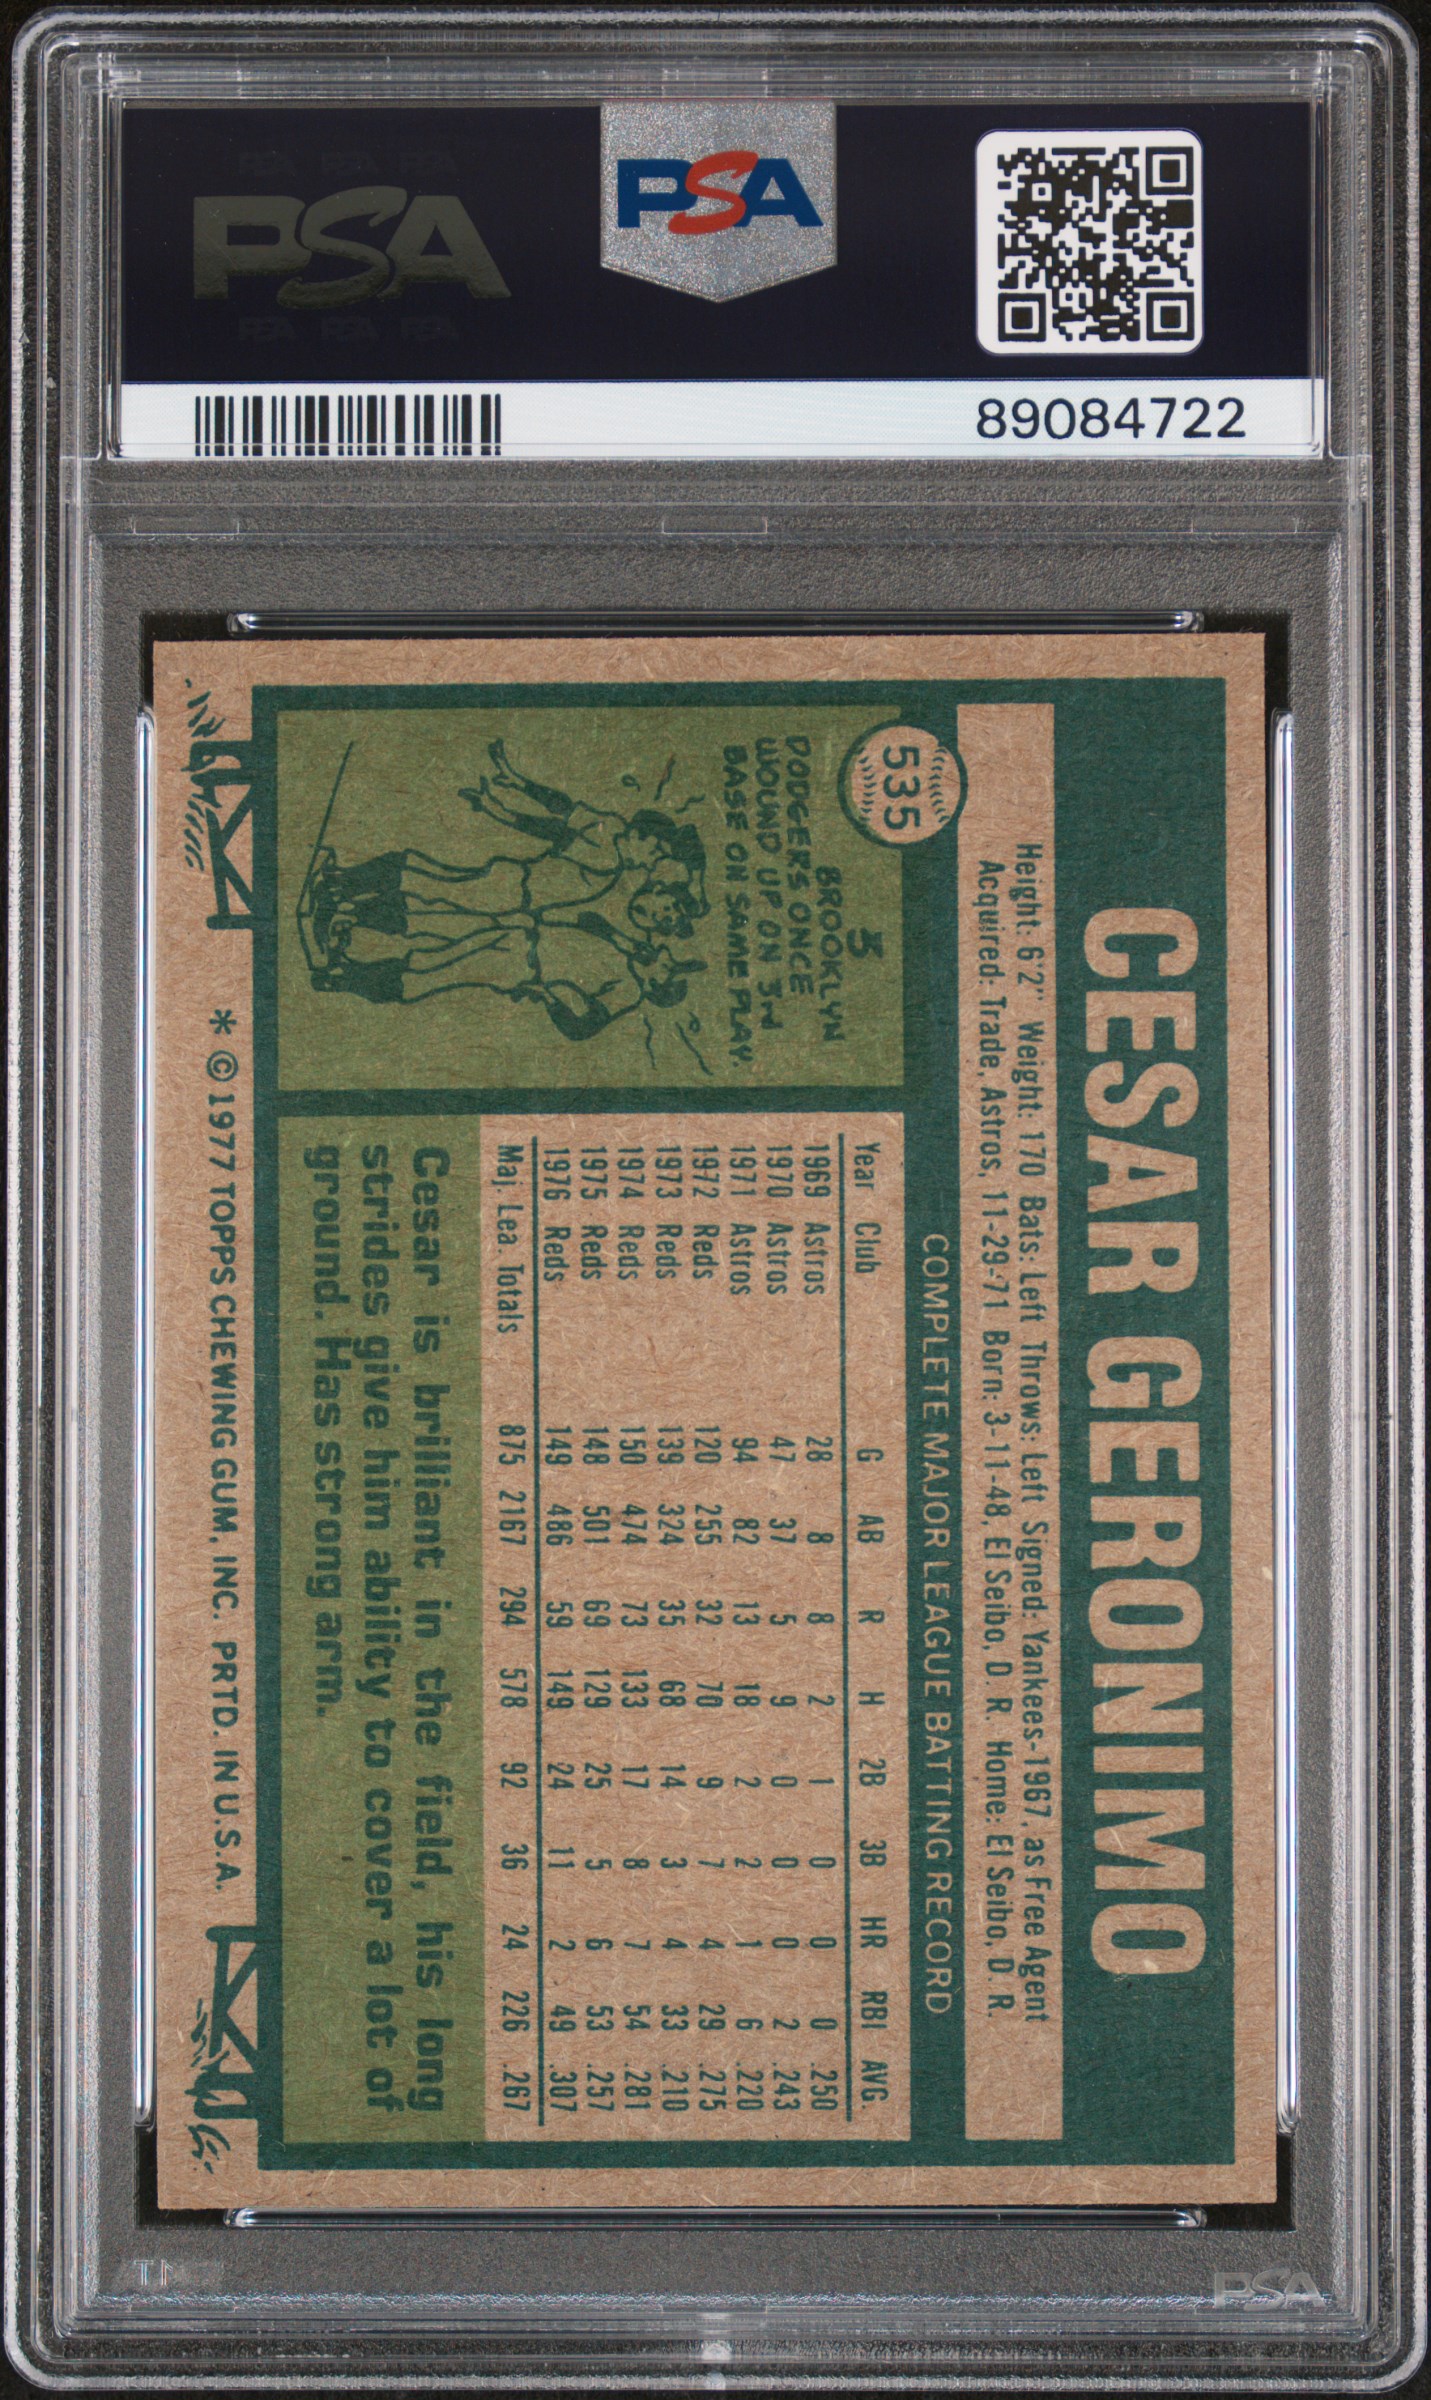 PSA
PSA
89084722
CESAR GERONIMO
Height: 6'2" Weight: 170 Bats: Left Throws: Left Signed: Yankees-1967, as Free Agent
Acquired: Trade, Astros, 11-29-71 Born: 3-11-48, El Seibo, D. R. Home: El Seibo, D. R.
535
COMPLETE MAJOR LEAGUE BATTING RECORD
3
BROOKLYN
DODGERS ONCE
WOUND UP ON 3rd
BASE ON SAME PLAY.
Year Club G AB R H 2B 3B HR RBI AVG.
1969 Astros 28 8 8 2 1 0 0 0 .250
1970 Astros 47 37 5 9 0 0 0 2 .243
1971 Astros 94 82 13 18 2 2 1 6 .220
1972 Reds 120 255 32 70 9 7 4 29 .275
1973 Reds 139 324 35 68 14 3 4 33 .210
1974 Reds 150 474 73 133 17 8 7 54 .281
1975 Reds 148 501 69 129 25 5 6 53 .257
1976 Reds 149 486 59 149 24 11 2 49 .307
Maj. Lea. Totals 875 2167 294 578 92 36 24 226 .267
Cesar is brilliant in the field, his long
strides give him ability to cover a lot of
ground. Has strong arm.
* © 1977 TOPPS CHEWING GUM, INC. PRTD. IN U.S.A.
PSA